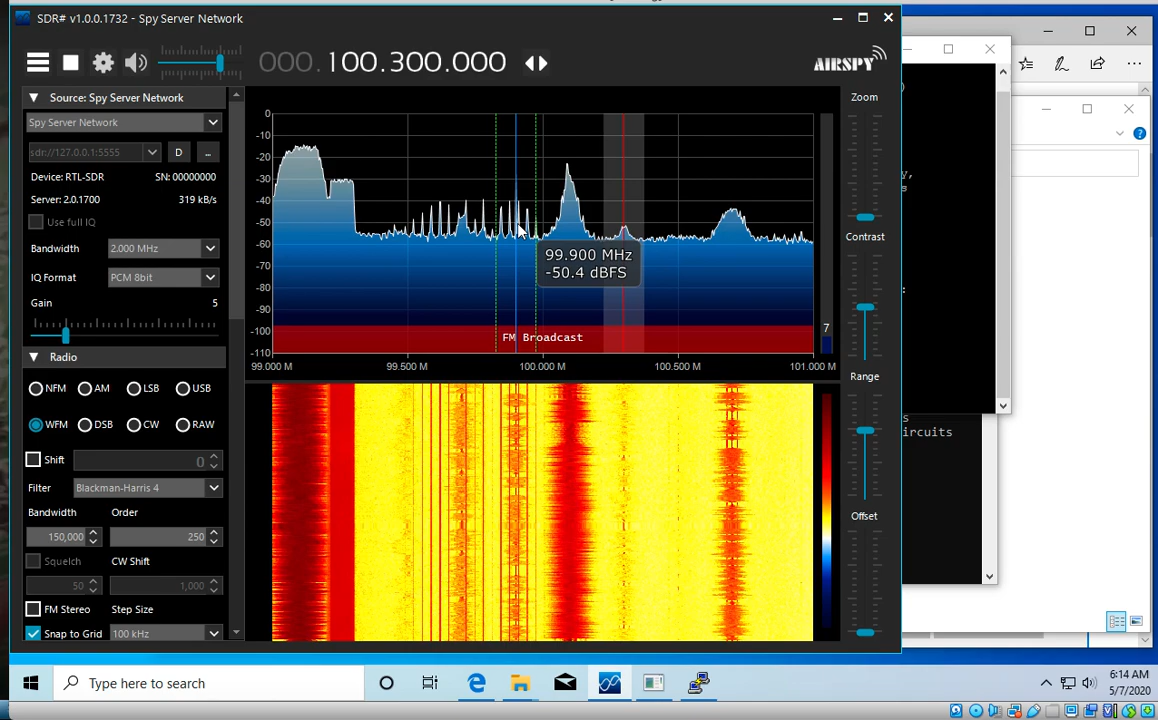 SDR# v1.0.0.1732 - Spy Server Network
000.100.300.000
AIRSPY
Source: Spy Server Network
Spy Server Network
sdr://127.0.0.1:5555
D
...
Device: RTL-SDR
SN: 00000000
Server: 2.0.1700
319 kB/s
Use full IQ
Bandwidth
2.000 MHz
IQ Format
PCM 8bit
Gain
5
Radio
NFM
AM
LSB
USB
WFM
DSB
CW
RAW
Shift
0
Filter
Blackman-Harris 4
Bandwidth
Order
150,000
250
Squelch
CW Shift
50
1,000
FM Stereo
Step Size
Snap to Grid
100 kHz
-0
-10
-20
-30
-40
-50
-60
-70
-80
-90
-100
-110
99.900 MHz
-50.4 dBFS
FM Broadcast
7
99.000 M
99.500 M
100.000 M
100.500 M
101.000 M
Zoom
Contrast
Range
Offset
ircuits
Type here to search
6:14 AM
5/7/2020